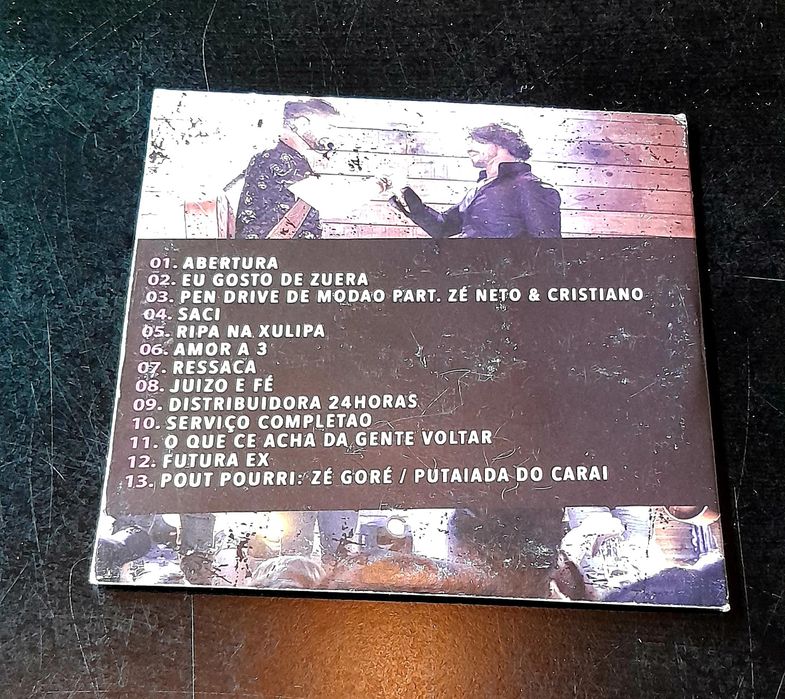 01. ABERTURA
02. EU GOSTO DE ZUERA
03. PEN DRIVE DE MODAO PART. ZÉ NETO & CRISTIANO
04. SACI
05. RIPA NA XULIPA
06. AMOR A 3
07. RESSACA
08. JUIZO E FÉ
09. DISTRIBUIDORA 24HORAS
10. SERVIÇO COMPLETAO
11. O QUE CE ACHA DA GENTE VOLTAR
12. FUTURA EX
13. POUT POURRI: ZÉ GORÉ / PUTAIADA DO CARAI